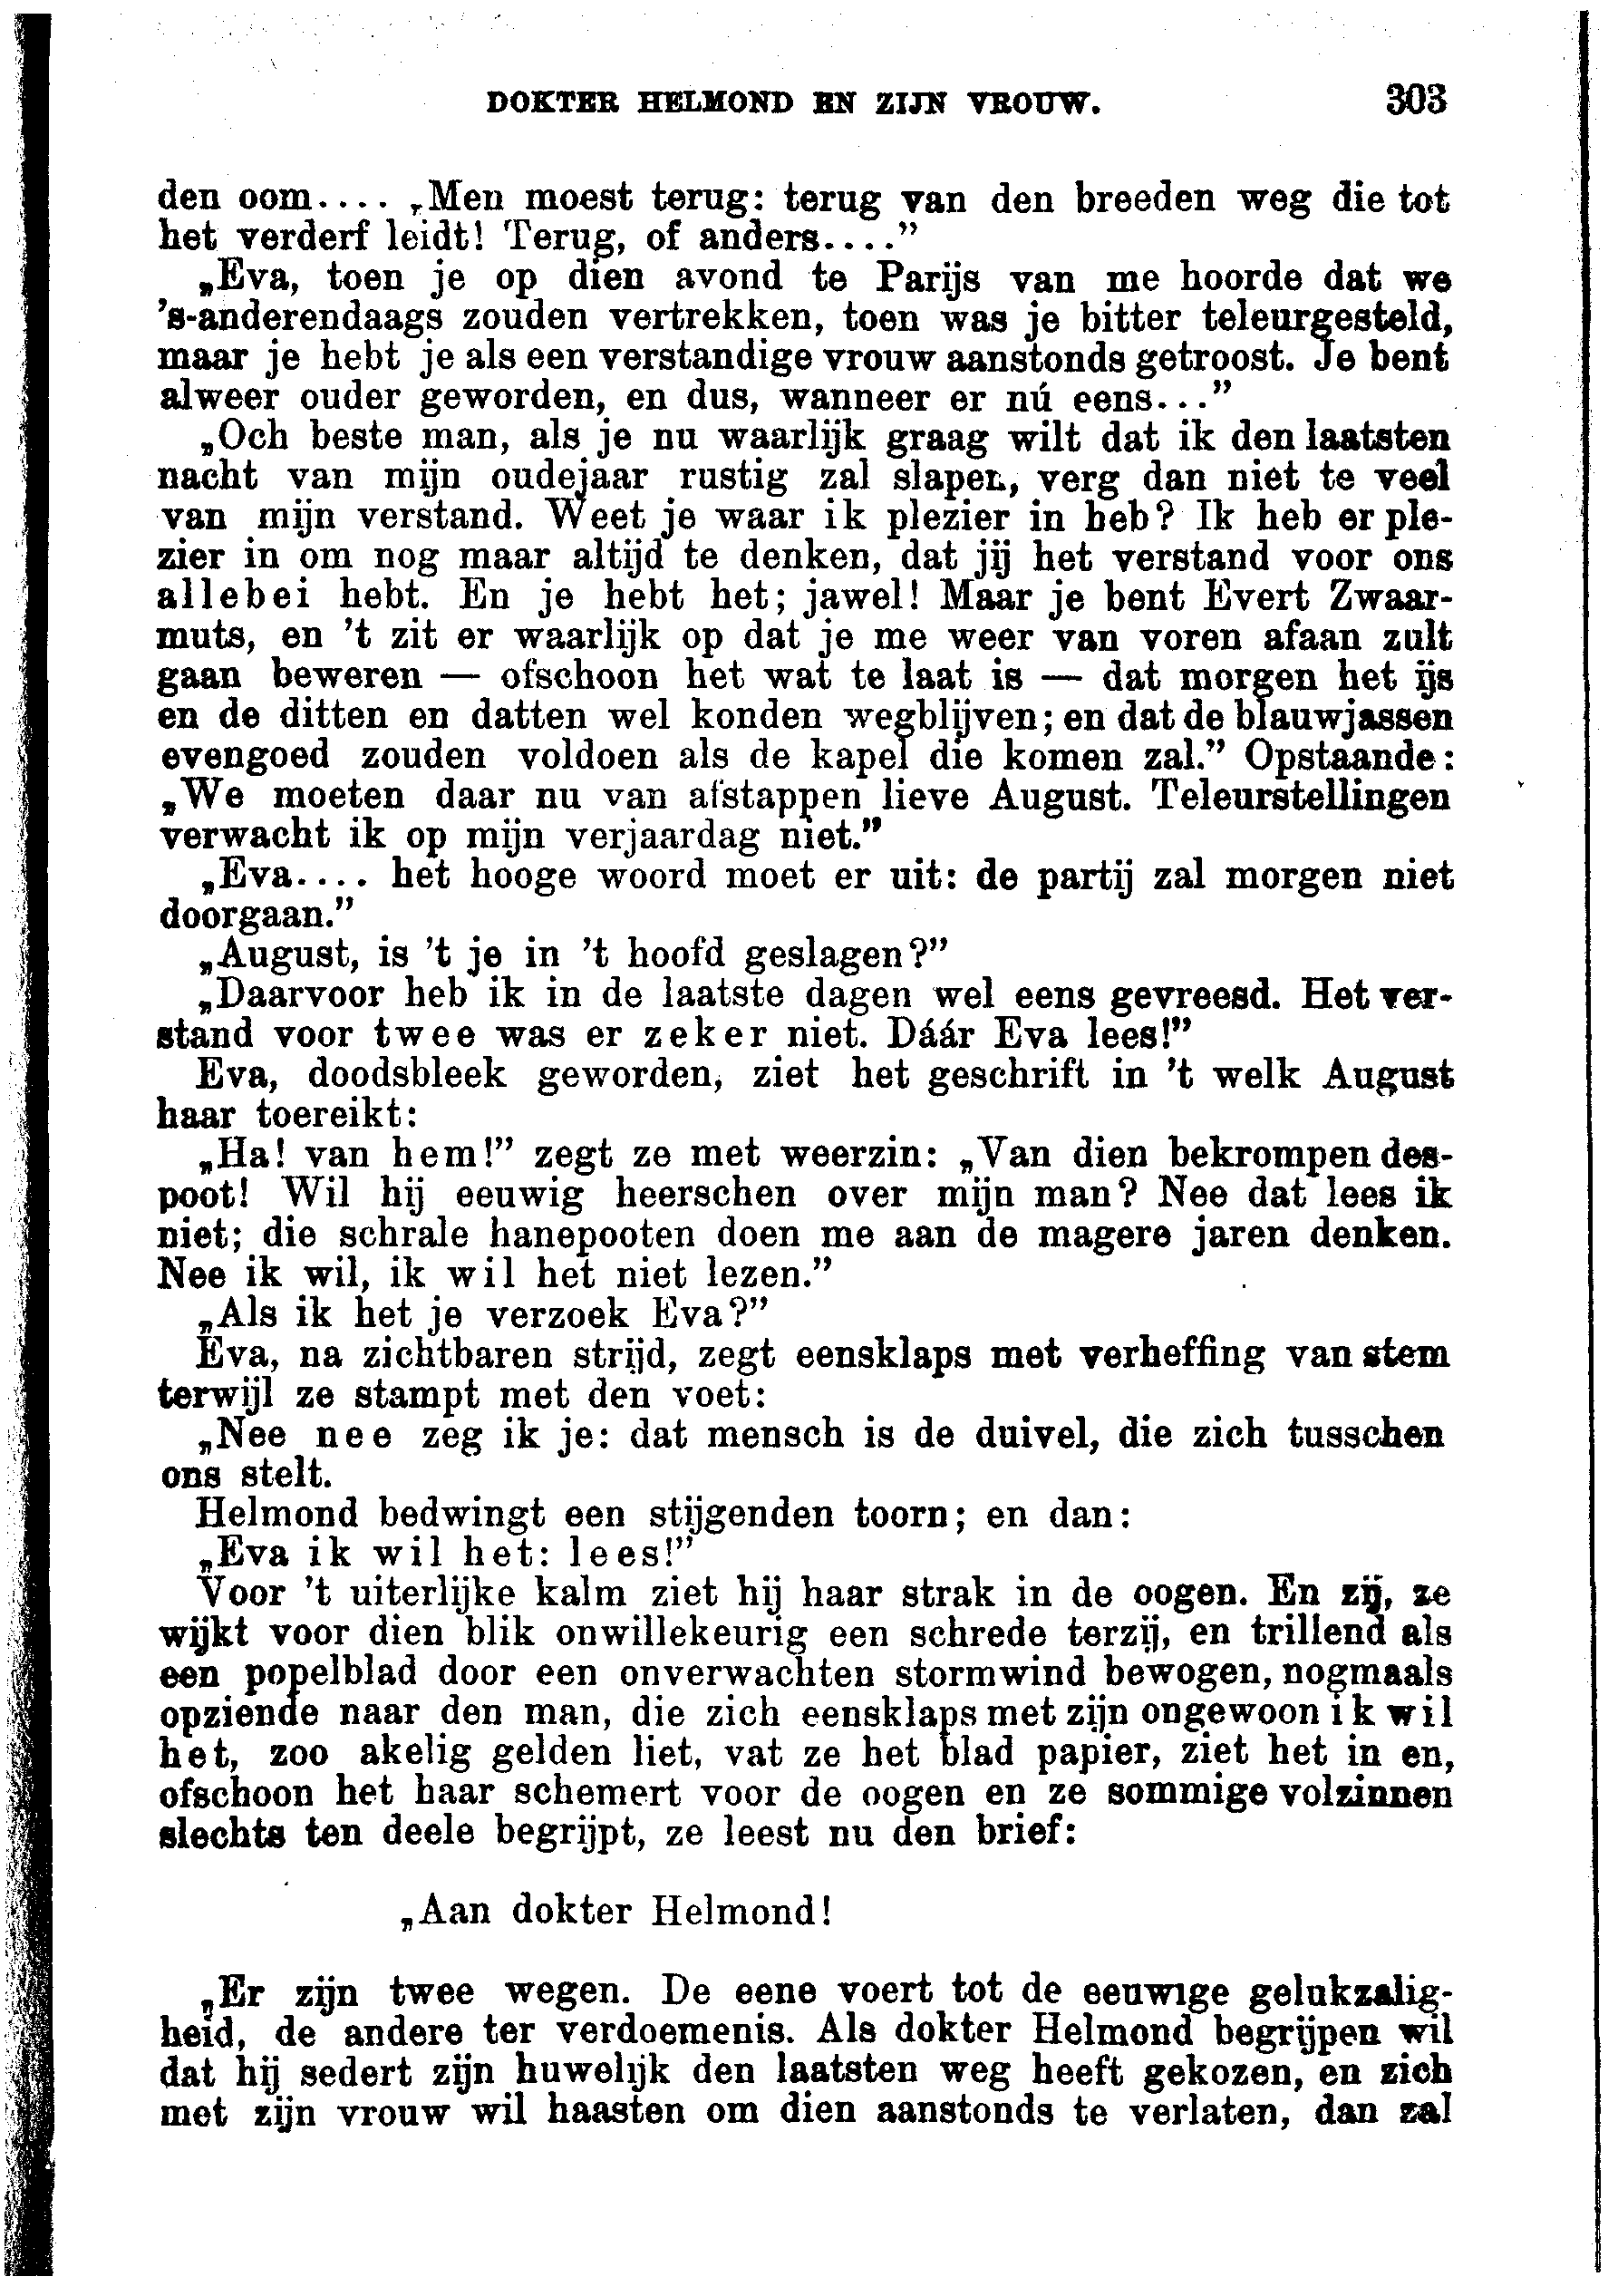 DOKTER HELMOND EN ZIJN VROUW. 303
den oom.... „Men moest terug: terug van den breeden weg die tot
het verderf leidt! Terug, of anders....”
„Eva, toen je op dien avond te Parijs van me hoorde dat we
's-anderendaags zouden vertrekken, toen was je bitter teleurgesteld,
maar je hebt je als een verstandige vrouw aanstonds getroost. Je bent
alweer ouder geworden, en dus, wanneer er nú eens...”
„Och beste man, als je nu waarlijk graag wilt dat ik den laatsten
nacht van mijn oudejaar rustig zal slapen, verg dan niet te veel
van mijn verstand. Weet je waar ik plezier in heb? Ik heb er ple-
zier in om nog maar altijd te denken, dat jij het verstand voor ons
allebei hebt. En je hebt het; jawel! Maar je bent Evert Zwaar-
muts, en 't zit er waarlijk op dat je me weer van voren afaan zult
gaan beweren — ofschoon het wat te laat is — dat morgen het ijs
en de ditten en datten wel konden wegblijven; en dat de blauwjassen
evengoed zouden voldoen als de kapel die komen zal.” Opstaande:
„We moeten daar nu van afstappen lieve August. Teleurstellingen
verwacht ik op mijn verjaardag niet.”
„Eva.... het hooge woord moet er uit: de partij zal morgen niet
doorgaan.”
„August, is 't je in 't hoofd geslagen?”
„Daarvoor heb ik in de laatste dagen wel eens gevreesd. Het ver-
stand voor twee was er zeker niet. Dáár Eva lees!”
Eva, doodsbleek geworden, ziet het geschrift in 't welk August
haar toereikt:
„Ha! van hem!” zegt ze met weerzin: „Van dien bekrompen des-
poot! Wil hij eeuwig heerschen over mijn man? Nee dat lees ik
niet; die schrale hanepooten doen me aan de magere jaren denken.
Nee ik wil, ik wil het niet lezen.”
„Als ik het je verzoek Eva?”
Eva, na zichtbaren strijd, zegt eensklaps met verheffing van stem
terwijl ze stampt met den voet:
„Nee nee zeg ik je: dat mensch is de duivel, die zich tusschen
ons stelt.
Helmond bedwingt een stijgenden toorn; en dan:
„Eva ik wil het: lees!”
Voor 't uiterlijke kalm ziet hij haar strak in de oogen. En zij, ze
wijkt voor dien blik onwillekeurig een schrede terzij, en trillend als
een popelblad door een onverwachten stormwind bewogen, nogmaals
opziende naar den man, die zich eensklaps met zijn ongewoon ik wil
het, zoo akelig gelden liet, vat ze het blad papier, ziet het in en,
ofschoon het haar schemert voor de oogen en ze sommige volzinnen
slechts ten deele begrijpt, ze leest nu den brief:
„Aan dokter Helmond!
„Er zijn twee wegen. De eene voert tot de eeuwige gelukzalig-
heid, de andere ter verdoemenis. Als dokter Helmond begrijpen wil
dat hij sedert zijn huwelijk den laatsten weg heeft gekozen, en zich
met zijn vrouw wil haasten om dien aanstonds te verlaten, dan zal